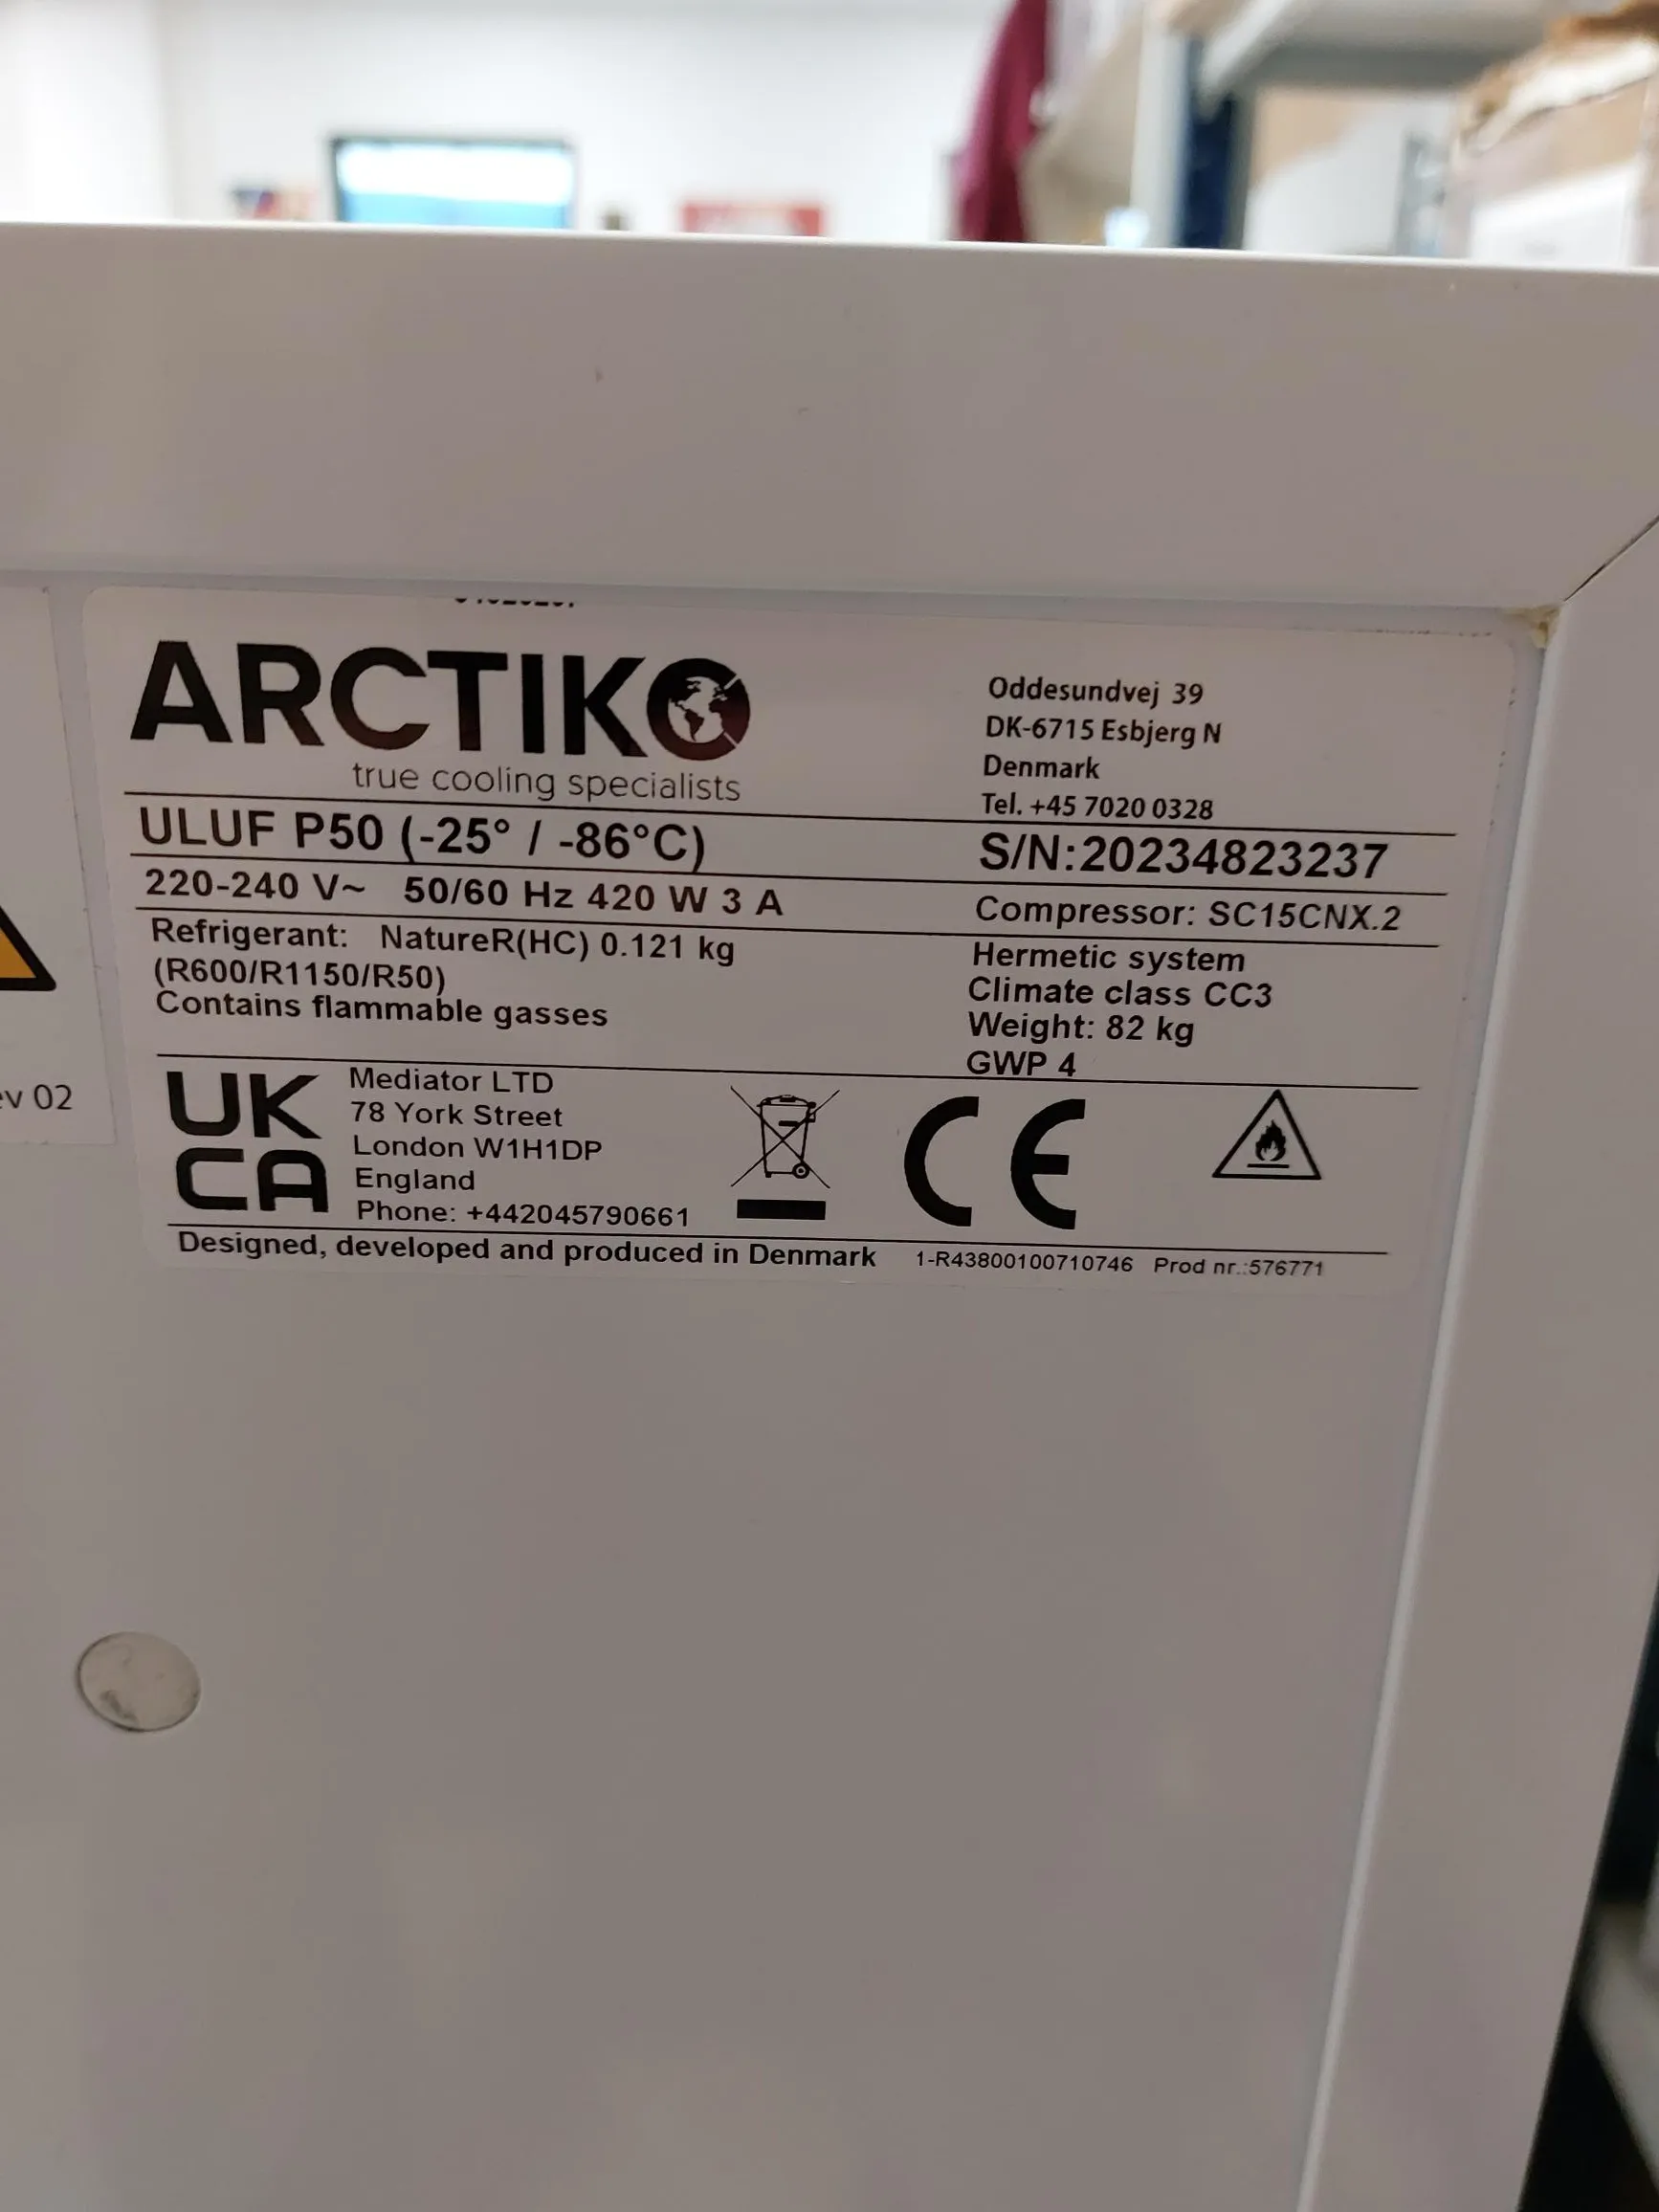 ARCTIKO
true cooling specialists
Oddesundvej 39
DK-6715 Esbjerg N
Denmark
Tel. +45 7020 0328
ULUF P50 (-25° / -86°C)
S/N:20234823237
220-240 V~ 50/60 Hz 420 W 3 A
Compressor: SC15CNX.2
Refrigerant: NatureR(HC) 0.121 kg
(R600/R1150/R50)
Contains flammable gasses
Hermetic system
Climate class CC3
Weight: 82 kg
GWP 4
UK
CA
Mediator LTD
78 York Street
London W1H1DP
England
Phone: +442045790661
CE
Designed, developed and produced in Denmark
1-R43800100710746 Prod nr.:576771
02